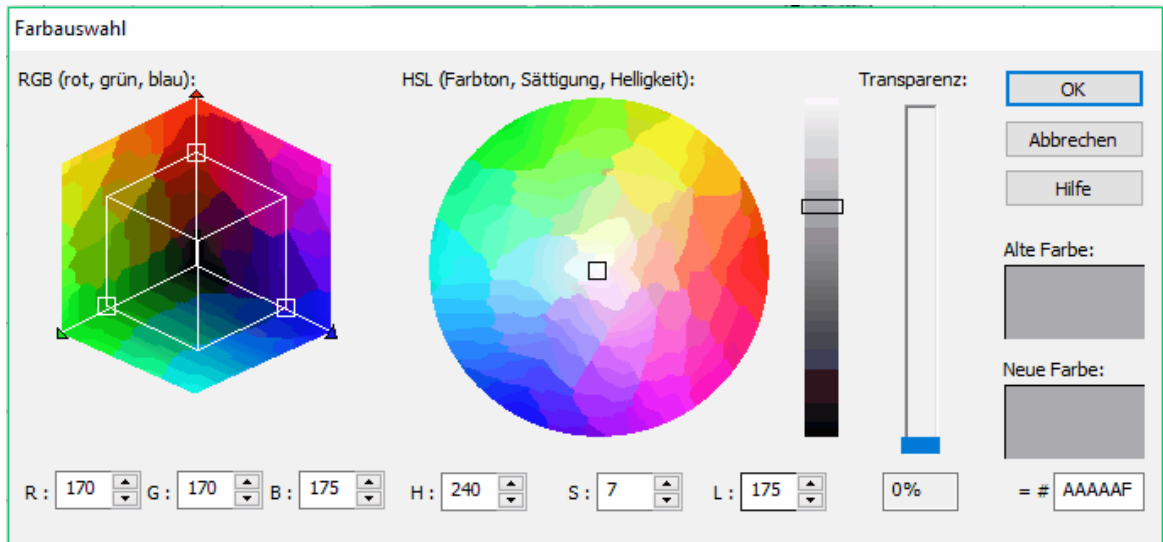 Farbauswahl
RGB (rot, grün, blau):
HSL (Farbton, Sättigung, Helligkeit):
Transparenz:
OK
Abbrechen
Hilfe
Alte Farbe:
Neue Farbe:
R : 170 G : 170 B : 175 H : 240 S : 7 L : 175 0% = # AAAAAF